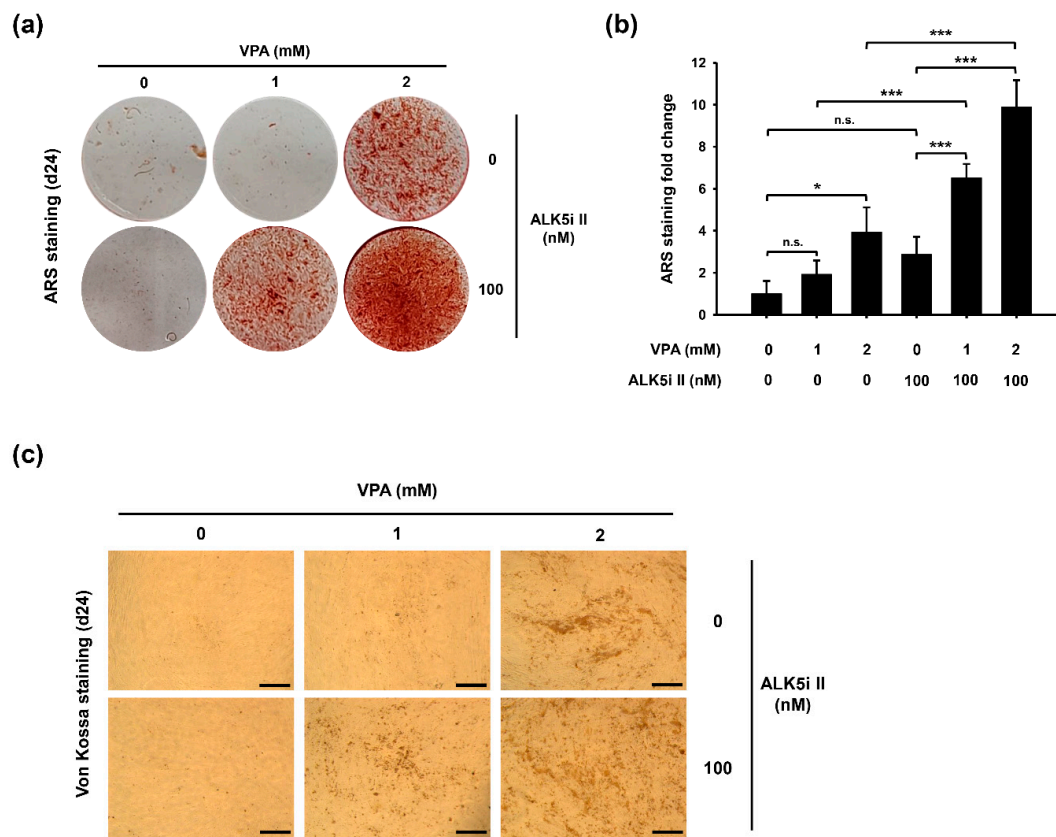 (a)
VPA (mM)
0 1 2
ARS staining (d24)
0
ALK5i II
(nM)
100
(b)
ARS staining fold change
12
10
8
6
4
2
0
***
***
***
n.s.
***
*
n.s.
VPA (mM) 0 1 2 0 1 2
ALK5i II (nM) 0 0 0 100 100 100
(c)
VPA (mM)
0 1 2
Von Kossa staining (d24)
0
ALK5i II
(nM)
100